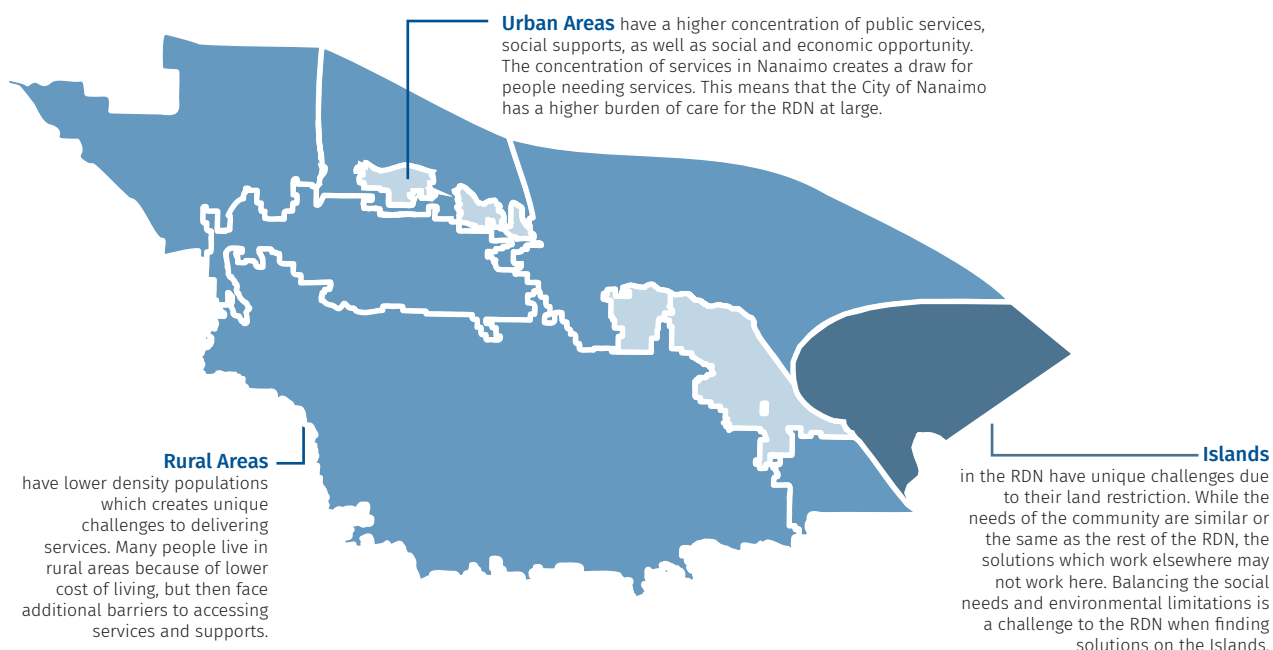 Urban Areas have a higher concentration of public services,
social supports, as well as social and economic opportunity.
The concentration of services in Nanaimo creates a draw for
people needing services. This means that the City of Nanaimo
has a higher burden of care for the RDN at large.
Rural Areas
have lower density populations
which creates unique
challenges to delivering
services. Many people live in
rural areas because of lower
cost of living, but then face
additional barriers to accessing
services and supports.
Islands
in the RDN have unique challenges due
to their land restriction. While the
needs of the community are similar or
the same as the rest of the RDN, the
solutions which work elsewhere may
not work here. Balancing the social
needs and environmental limitations is
a challenge to the RDN when finding
solutions on the Islands.